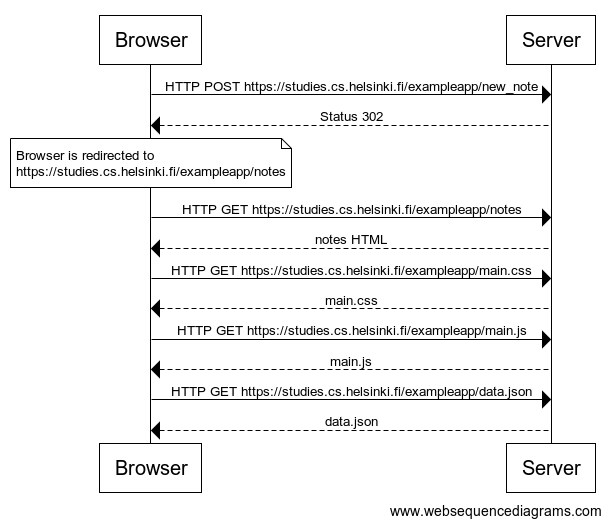 Browser
Server
HTTP POST https://studies.cs.helsinki.fi/exampleapp/new_note
Status 302
Browser is redirected to
https://studies.cs.helsinki.fi/exampleapp/notes
HTTP GET https://studies.cs.helsinki.fi/exampleapp/notes
notes HTML
HTTP GET https://studies.cs.helsinki.fi/exampleapp/main.css
main.css
HTTP GET https://studies.cs.helsinki.fi/exampleapp/main.js
main.js
HTTP GET https://studies.cs.helsinki.fi/exampleapp/data.json
data.json
Browser
Server
www.websequencediagrams.com